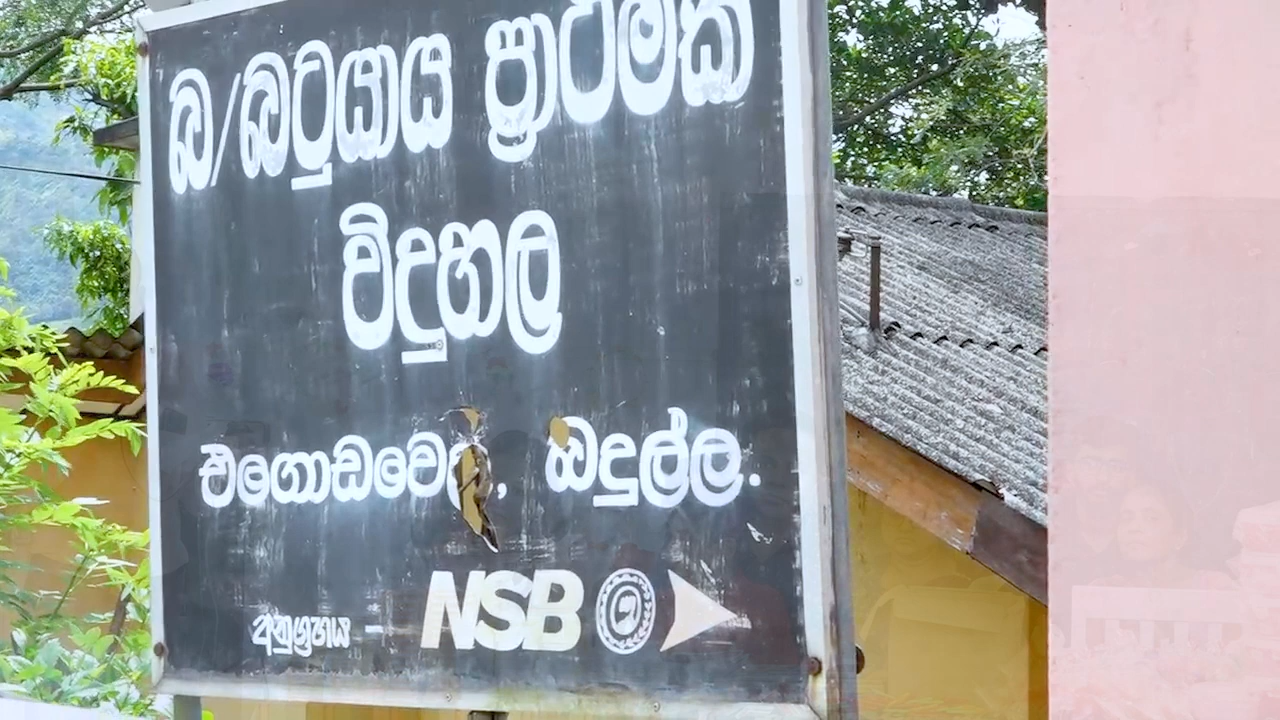 බ/බටුයාය ප්‍රාථමික
විදුහල
එගොඩවෙල, බදුල්ල.
අනුග්‍රහය - NSB